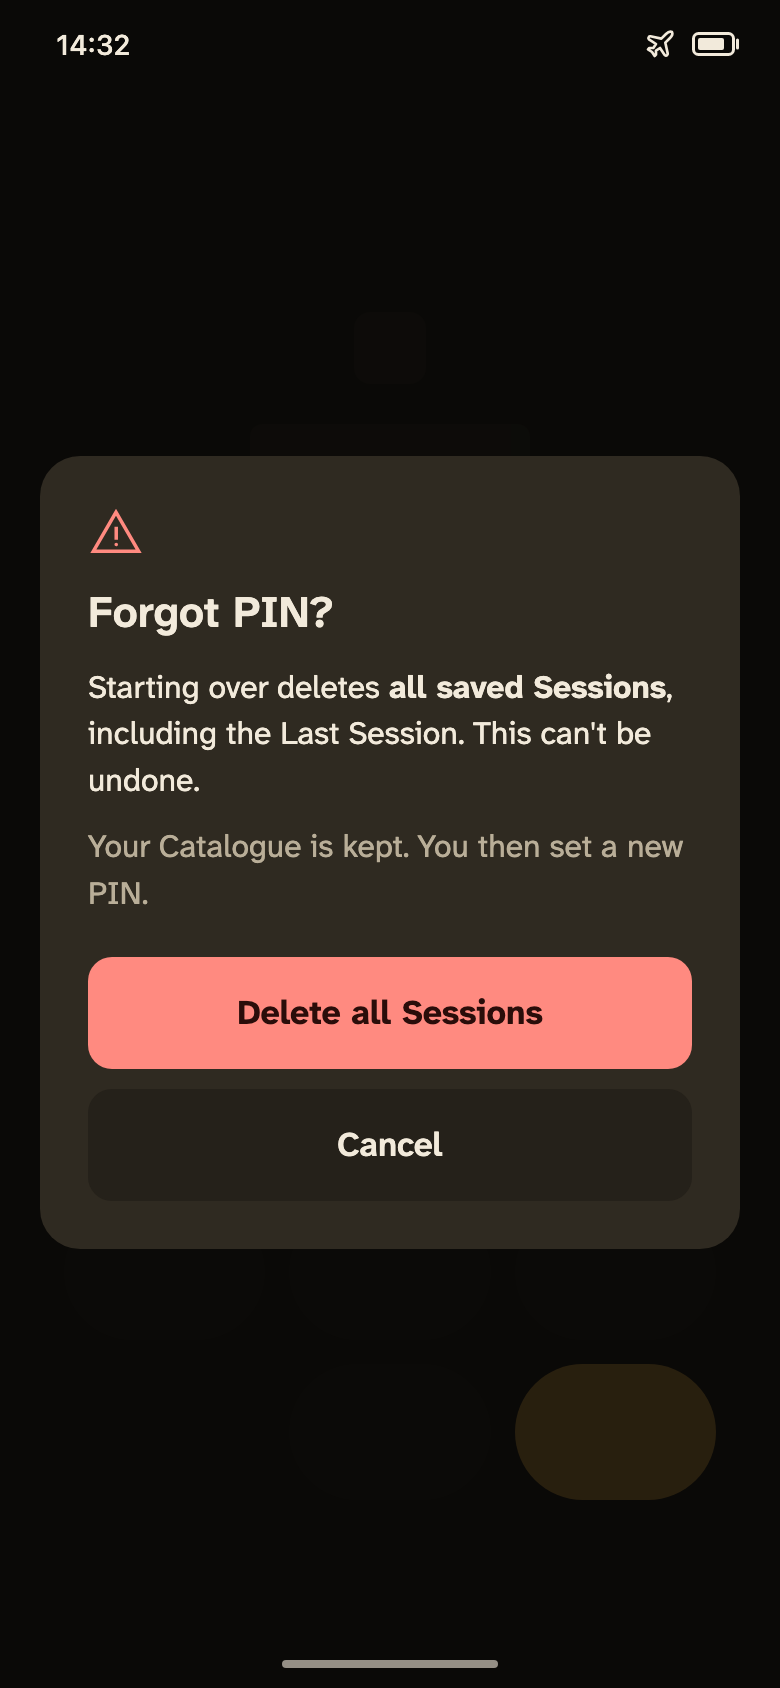 14:32
Forgot PIN?
Starting over deletes all saved Sessions,
including the Last Session. This can't be
undone.
Your Catalogue is kept. You then set a new
PIN.
Delete all Sessions
Cancel